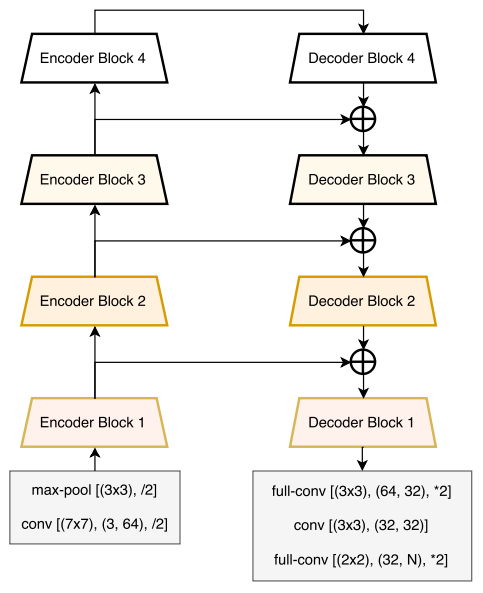 Encoder Block 4
Decoder Block 4
Encoder Block 3
Decoder Block 3
Encoder Block 2
Decoder Block 2
Encoder Block 1
Decoder Block 1
max-pool [(3x3), /2]
conv [(7x7), (3, 64), /2]
full-conv [(3x3), (64, 32), *2]
conv [(3x3), (32, 32)]
full-conv [(2x2), (32, N), *2]